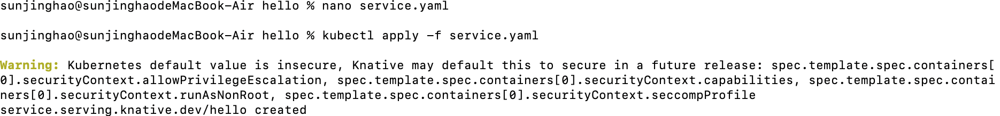 sunjinghao@sunjinghaodeMacBook-Air hello % nano service.yaml
sunjinghao@sunjinghaodeMacBook-Air hello % kubectl apply -f service.yaml
Warning: Kubernetes default value is insecure, Knative may default this to secure in a future release: spec.template.spec.containers[
0].securityContext.allowPrivilegeEscalation, spec.template.spec.containers[0].securityContext.capabilities, spec.template.spec.contai
ners[0].securityContext.runAsNonRoot, spec.template.spec.containers[0].securityContext.seccompProfile
service.serving.knative.dev/hello created